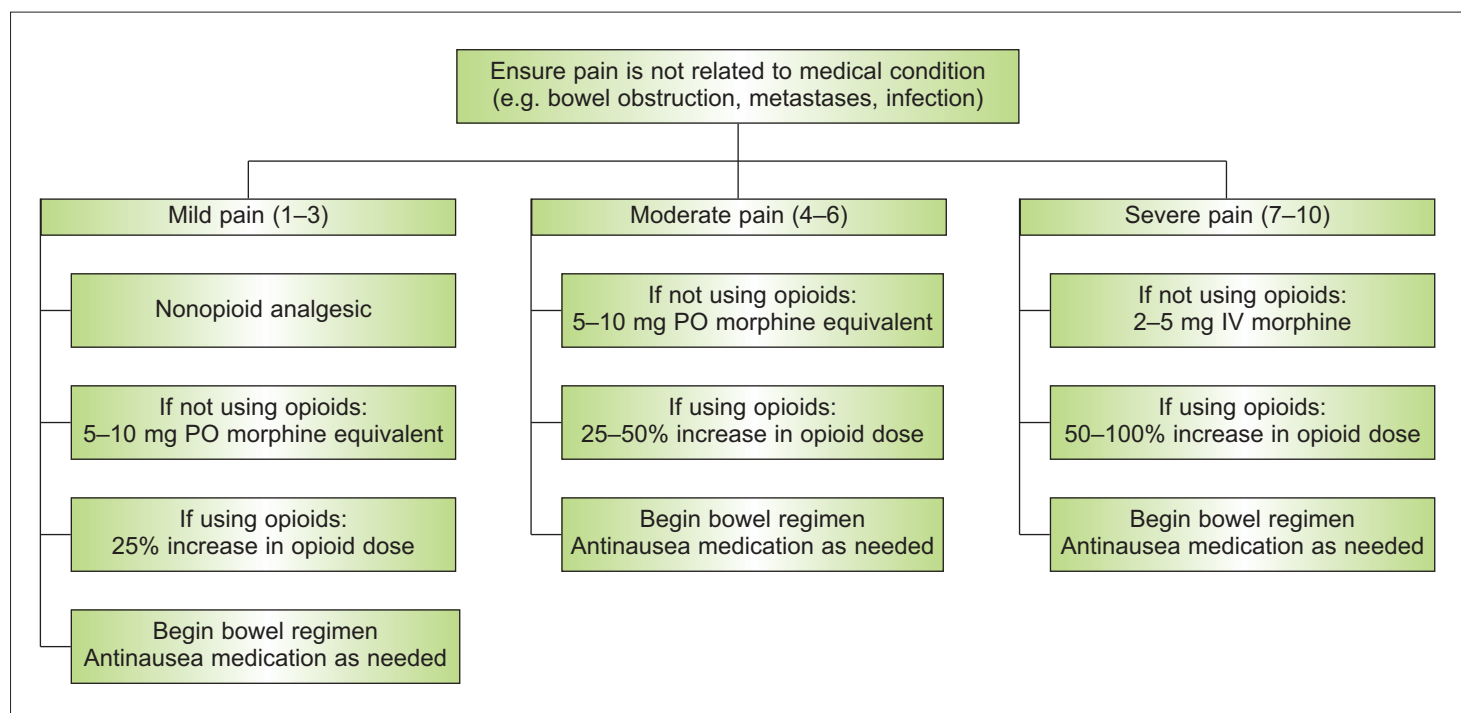 Ensure pain is not related to medical condition
(e.g. bowel obstruction, metastases, infection)
Mild pain (1–3)
Nonopioid analgesic
If not using opioids:
5–10 mg PO morphine equivalent
If using opioids:
25% increase in opioid dose
Begin bowel regimen
Antinausea medication as needed
Moderate pain (4–6)
If not using opioids:
5–10 mg PO morphine equivalent
If using opioids:
25–50% increase in opioid dose
Begin bowel regimen
Antinausea medication as needed
Severe pain (7–10)
If not using opioids:
2–5 mg IV morphine
If using opioids:
50–100% increase in opioid dose
Begin bowel regimen
Antinausea medication as needed